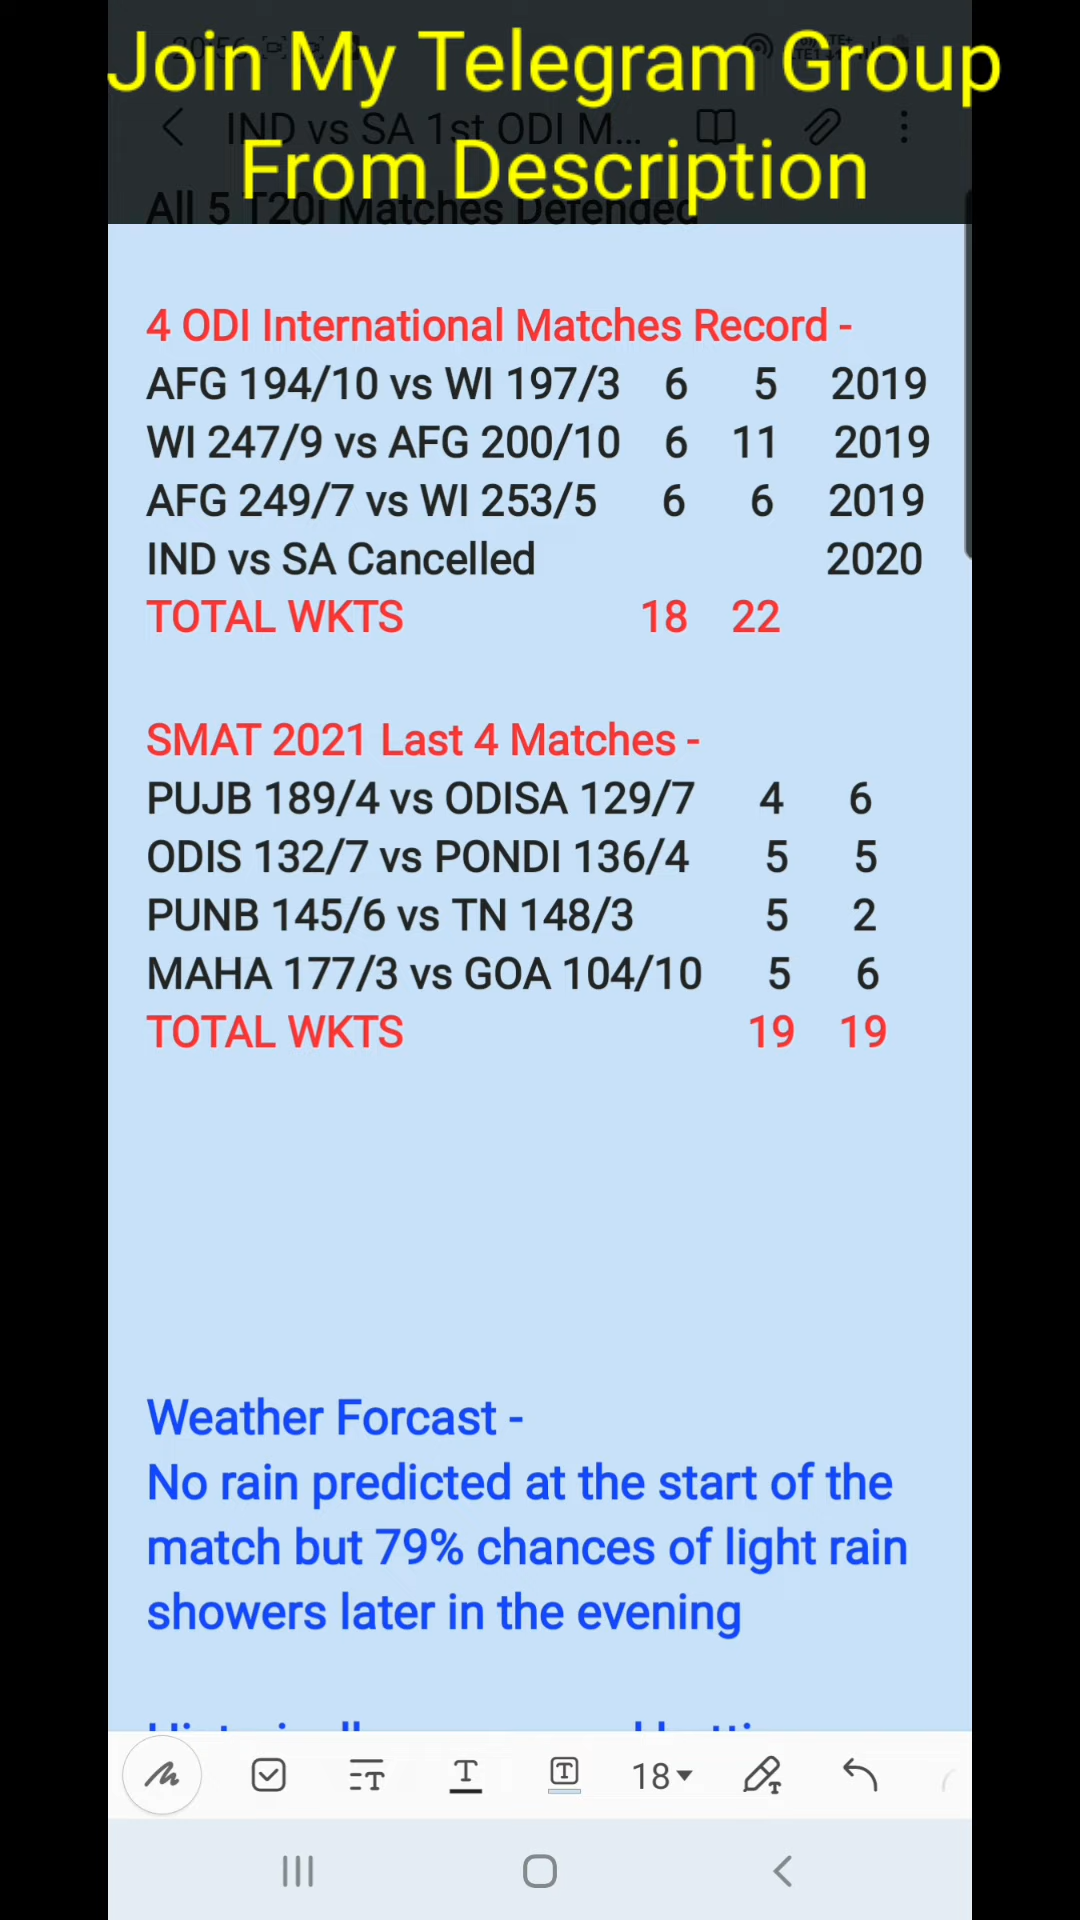 Join My Telegram Group
20:56
IND vs SA 1st ODI M...
From Description
All 5 T20i Matches Defended
4 ODI International Matches Record -
AFG 194/10 vs WI 197/3 6 5 2019
WI 247/9 vs AFG 200/10 6 11 2019
AFG 249/7 vs WI 253/5 6 6 2019
IND vs SA Cancelled 2020
TOTAL WKTS 18 22
SMAT 2021 Last 4 Matches -
PUJB 189/4 vs ODISA 129/7 4 6
ODIS 132/7 vs PONDI 136/4 5 5
PUNB 145/6 vs TN 148/3 5 2
MAHA 177/3 vs GOA 104/10 5 6
TOTAL WKTS 19 19
Weather Forcast -
No rain predicted at the start of the
match but 79% chances of light rain
showers later in the evening
18